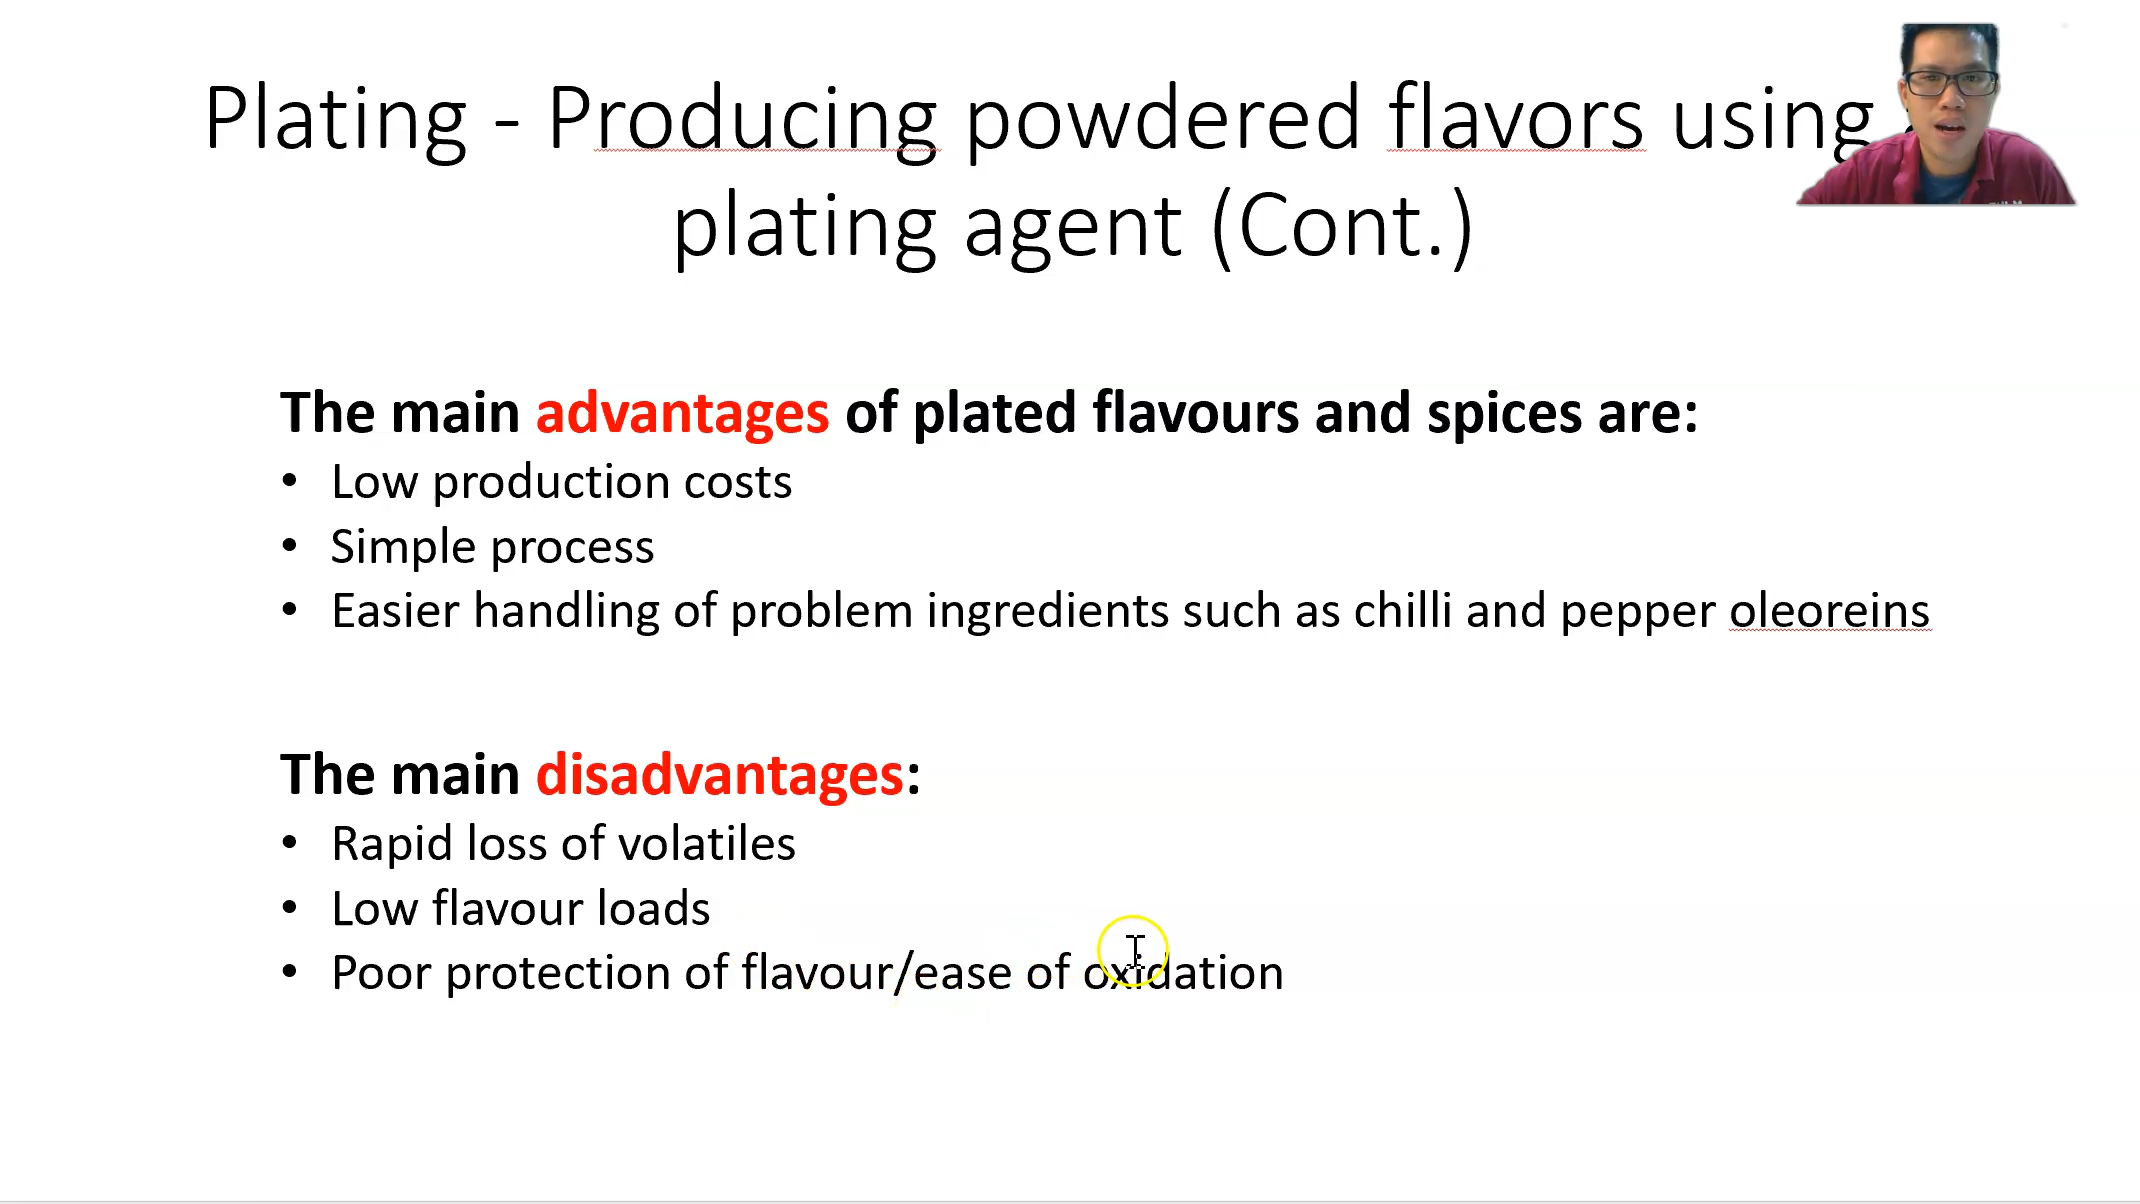 Plating - Producing powdered flavors using
plating agent (Cont.)
The main advantages of plated flavours and spices are:
• Low production costs
• Simple process
• Easier handling of problem ingredients such as chilli and pepper oleoreins
The main disadvantages:
• Rapid loss of volatiles
• Low flavour loads
• Poor protection of flavour/ease of oxidation